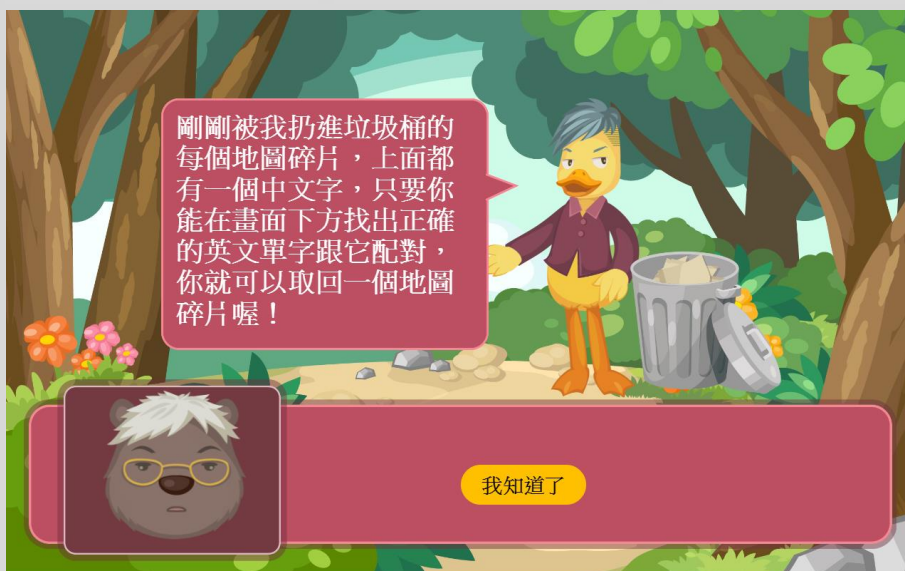 剛剛被我扔進垃圾桶的
每個地圖碎片，上面都
有一個中文字，只要你
能在畫面下方找出正確
的英文單字跟它配對，
你就可以取回一個地圖
碎片喔！
我知道了